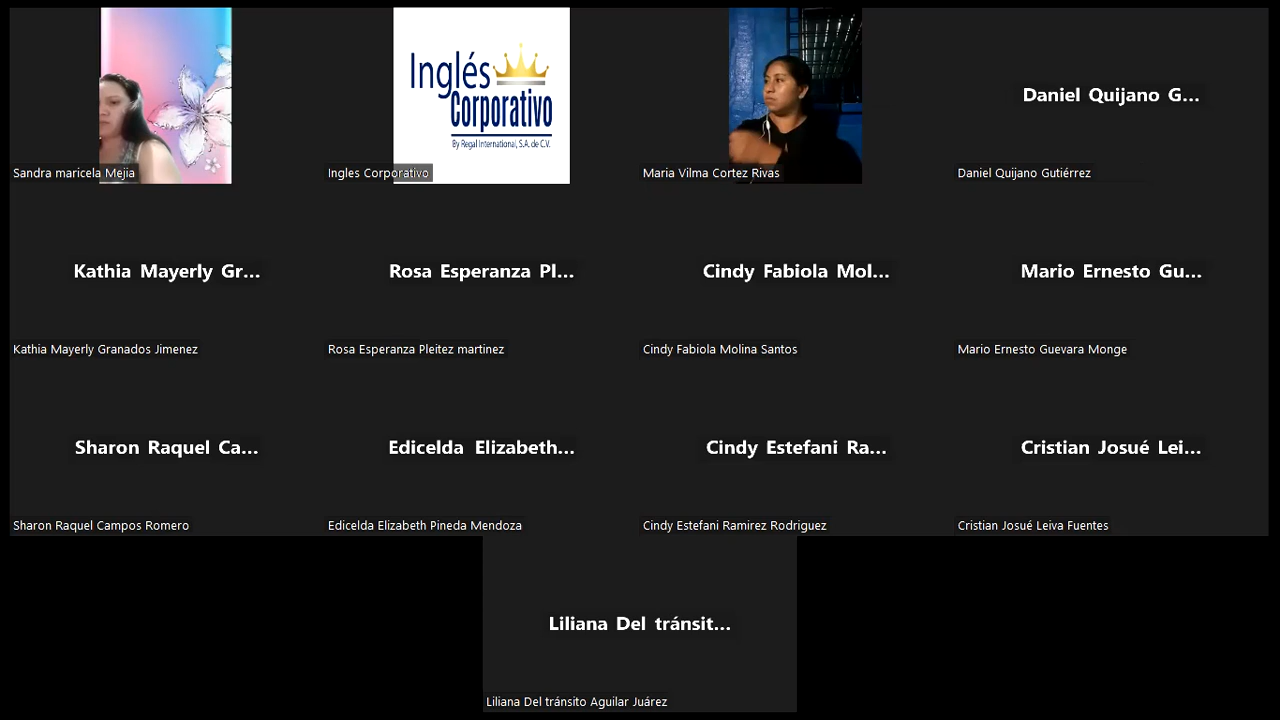 Inglés
Corporativo
By Regal International, S.A. de C.V.
Daniel Quijano G...
Sandra maricela Mejia
Ingles Corporativo
Maria Vilma Cortez Rivas
Daniel Quijano Gutiérrez
Kathia Mayerly Gr...
Rosa Esperanza Pl...
Cindy Fabiola Mol...
Mario Ernesto Gu...
Kathia Mayerly Granados Jimenez
Rosa Esperanza Pleitez martinez
Cindy Fabiola Molina Santos
Mario Ernesto Guevara Monge
Sharon Raquel Ca...
Edicelda Elizabeth...
Cindy Estefani Ra...
Cristian Josué Lei...
Sharon Raquel Campos Romero
Edicelda Elizabeth Pineda Mendoza
Cindy Estefani Ramirez Rodriguez
Cristian Josué Leiva Fuentes
Liliana Del tránsit...
Liliana Del tránsito Aguilar Juárez